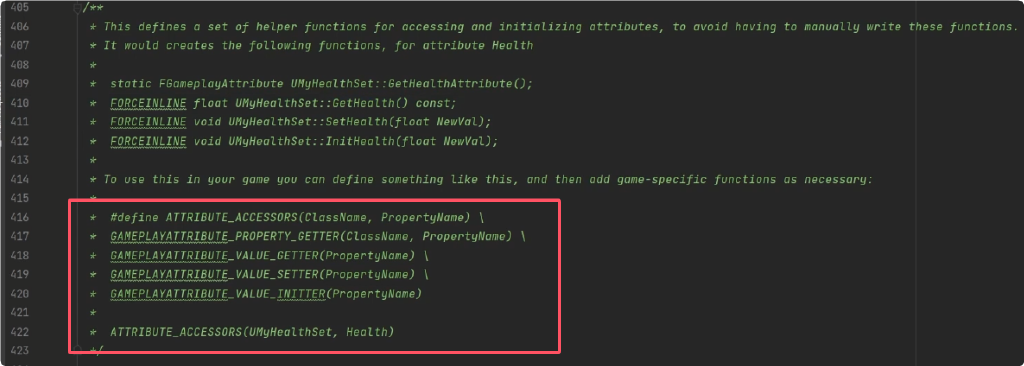 405 /**
406 * This defines a set of helper functions for accessing and initializing attributes, to avoid having to manually write these functions.
407 * It would creates the following functions, for attribute Health
408 *
409 * static FGameplayAttribute UMyHealthSet::GetHealthAttribute();
410 * FORCEINLINE float UMyHealthSet::GetHealth() const;
411 * FORCEINLINE void UMyHealthSet::SetHealth(float NewVal);
412 * FORCEINLINE void UMyHealthSet::InitHealth(float NewVal);
413 *
414 * To use this in your game you can define something like this, and then add game-specific functions as necessary:
415 *
416 * #define ATTRIBUTE_ACCESSORS(ClassName, PropertyName) \
417 * GAMEPLAYATTRIBUTE_PROPERTY_GETTER(ClassName, PropertyName) \
418 * GAMEPLAYATTRIBUTE_VALUE_GETTER(PropertyName) \
419 * GAMEPLAYATTRIBUTE_VALUE_SETTER(PropertyName) \
420 * GAMEPLAYATTRIBUTE_VALUE_INITTER(PropertyName)
421 *
422 * ATTRIBUTE_ACCESSORS(UMyHealthSet, Health)
423 */